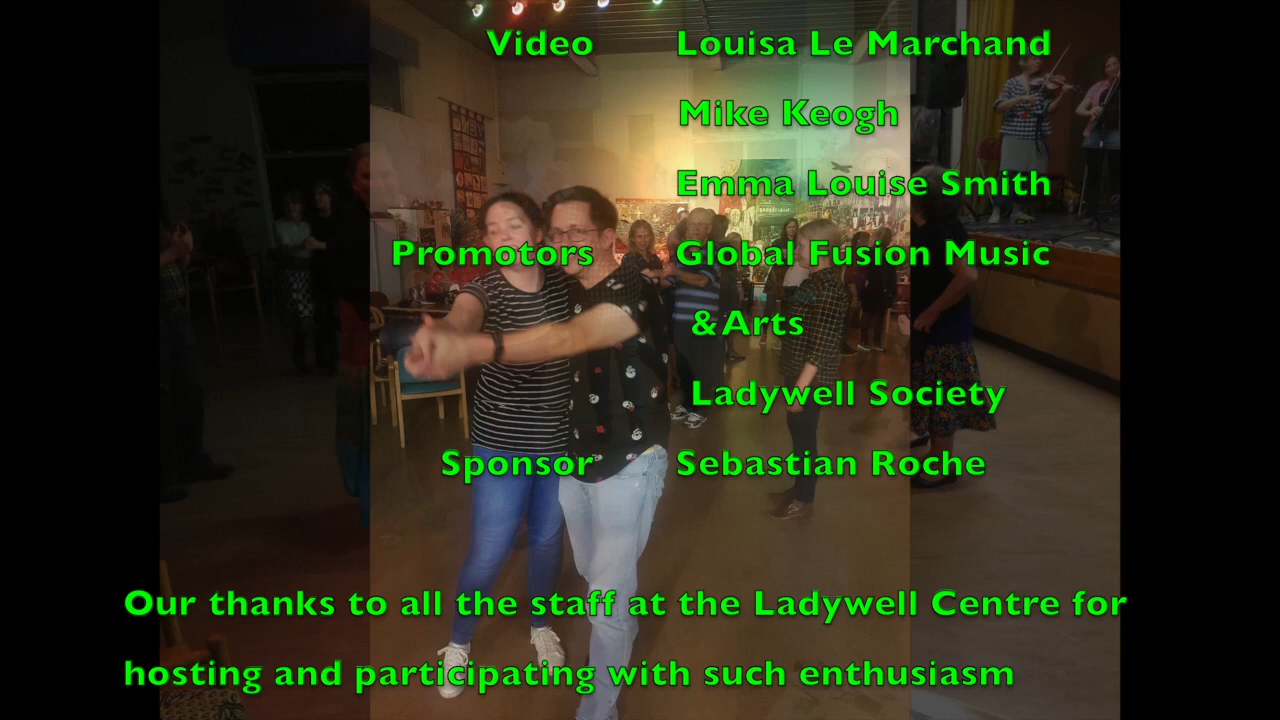 Video Louisa Le Marchand
Mike Keogh
Emma Louise Smith
Promotors Global Fusion Music
& Arts
Ladywell Society
Sponsor Sebastian Roche
Our thanks to all the staff at the Ladywell Centre for
hosting and participating with such enthusiasm